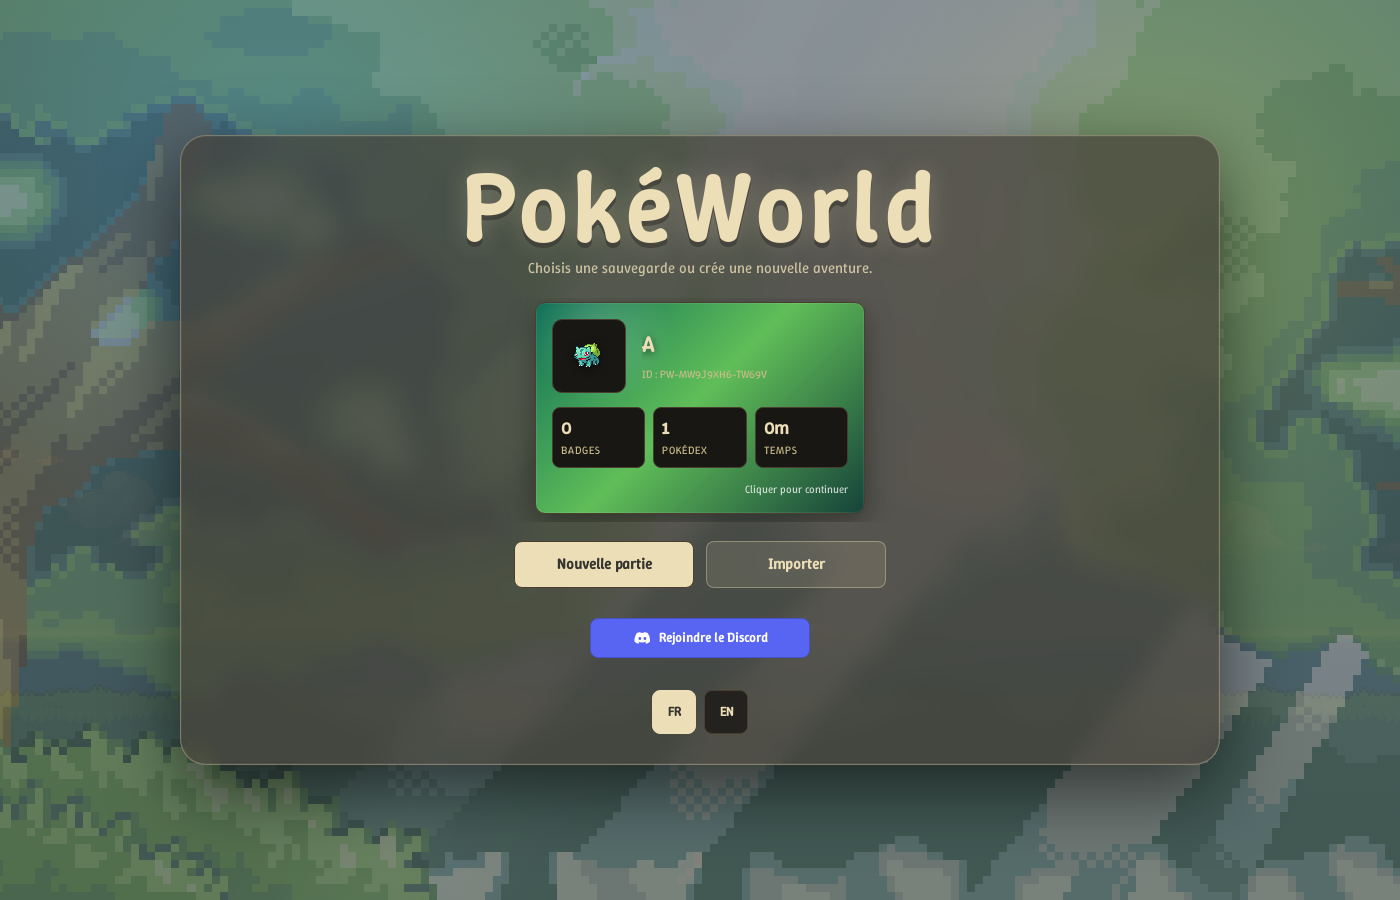 PokéWorld
Choisis une sauvegarde ou crée une nouvelle aventure.
A
ID : PW-MW9J9XH6-TW69V
0
BADGES
1
POKÉDEX
0m
TEMPS
Cliquer pour continuer
Nouvelle partie
Importer
Rejoindre le Discord
FR
EN